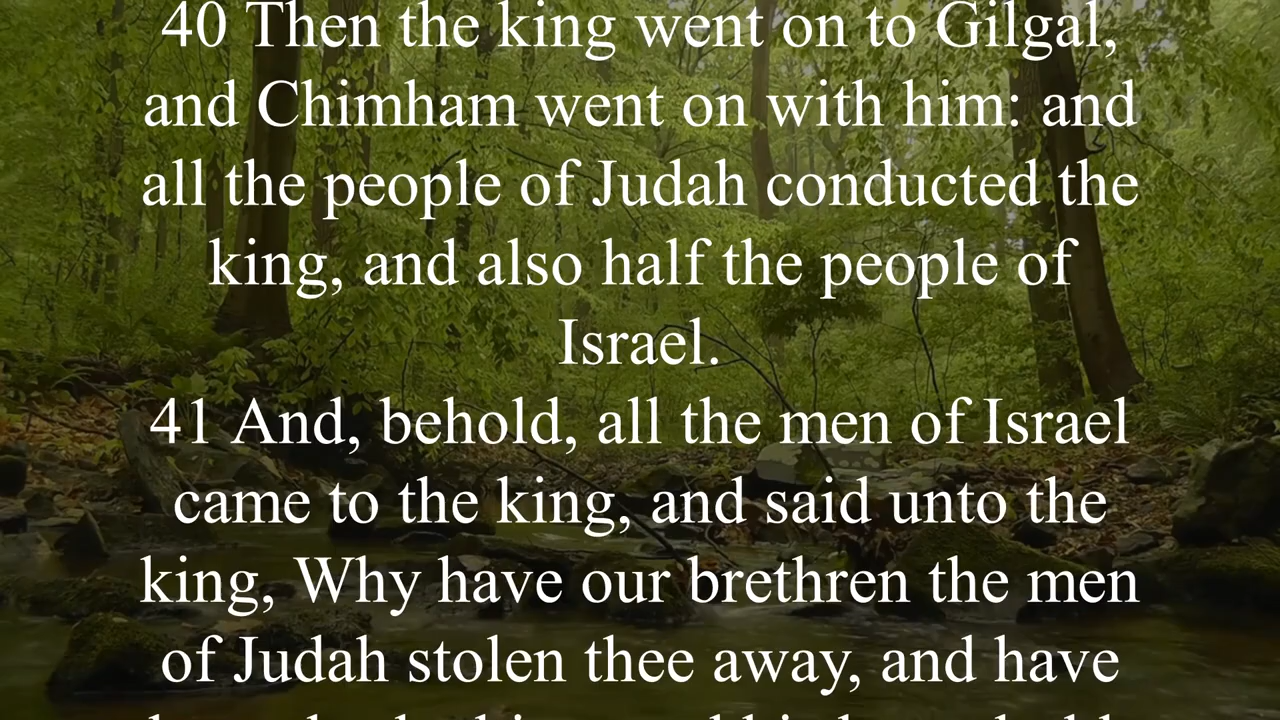 40 Then the king went on to Gilgal,
and Chimham went on with him: and
all the people of Judah conducted the
king, and also half the people of
Israel.
41 And, behold, all the men of Israel
came to the king, and said unto the
king, Why have our brethren the men
of Judah stolen thee away, and have